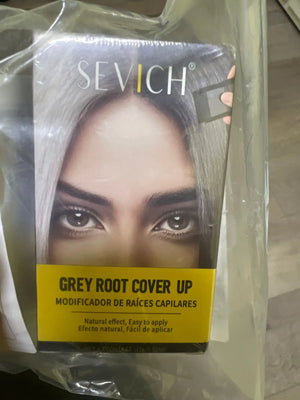 SEVICH®
GREY ROOT COVER UP
MODIFICADOR DE RAÍCES CAPILARES
Natural effect, Easy to apply
Efecto natural, Fácil de aplicar